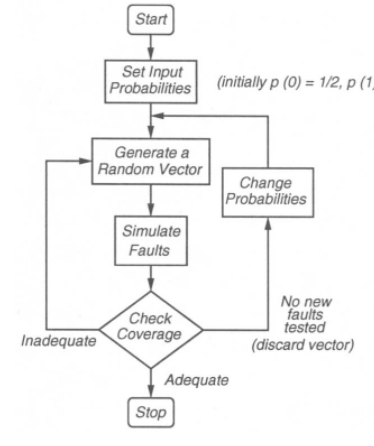 Start
Set Input
Probabilities
(initially p (0) = 1/2, p (1
Generate a
Random Vector
Change
Probabilities
Simulate
Faults
Check
Coverage
No new
faults
tested
(discard vector)
Inadequate
Adequate
Stop